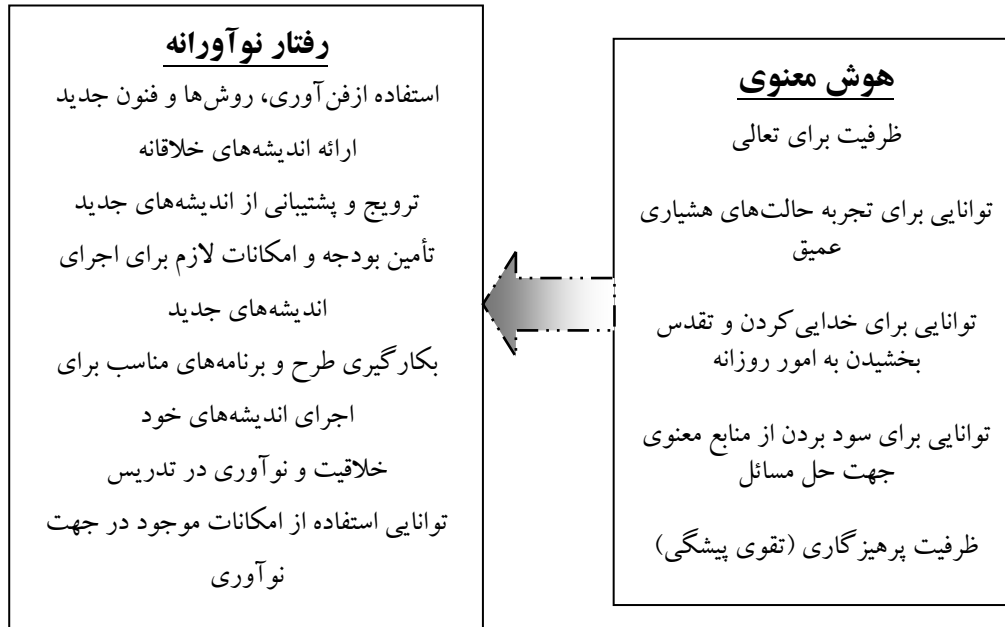 هوش معنوی
ظرفیت برای تعالی
توانایی برای تجربه حالت‌های هشیاری
عمیق
توانایی برای خدایی کردن و تقدس
بخشیدن به امور روزانه
توانایی برای سود بردن از منابع معنوی
جهت حل مسائل
ظرفیت پرهیزگاری (تقوی پیشگی)
رفتار نوآورانه
استفاده ازفن‌آوری، روش‌ها و فنون جدید
ارائه اندیشه‌های خلاقانه
ترویج و پشتیبانی از اندیشه‌های جدید
تأمین بودجه و امکانات لازم برای اجرای
اندیشه‌های جدید
بکارگیری طرح و برنامه‌های مناسب برای
اجرای اندیشه‌های خود
خلاقیت و نوآوری در تدریس
توانایی استفاده از امکانات موجود در جهت
نوآوری